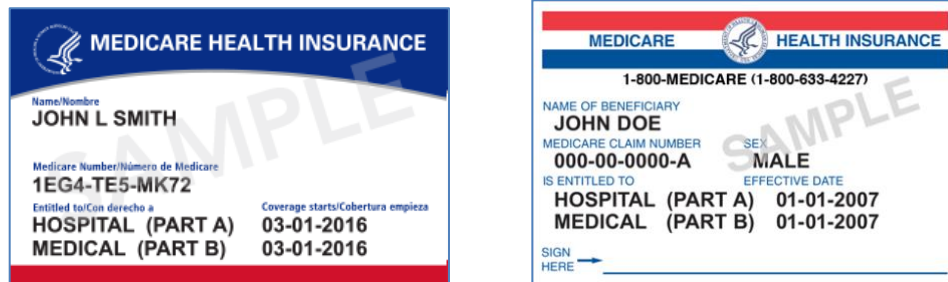 MEDICARE HEALTH INSURANCE
Name/Nombre
JOHN L SMITH
Medicare Number/Número de Medicare
1EG4-TE5-MK72
Entitled to/Con derecho a Coverage starts/Cobertura empieza
HOSPITAL (PART A) 03-01-2016
MEDICAL (PART B) 03-01-2016
SAMPLE
MEDICARE HEALTH INSURANCE
1-800-MEDICARE (1-800-633-4227)
NAME OF BENEFICIARY
JOHN DOE
MEDICARE CLAIM NUMBER SEX
000-00-0000-A MALE
IS ENTITLED TO EFFECTIVE DATE
HOSPITAL (PART A) 01-01-2007
MEDICAL (PART B) 01-01-2007
SIGN
HERE
SAMPLE